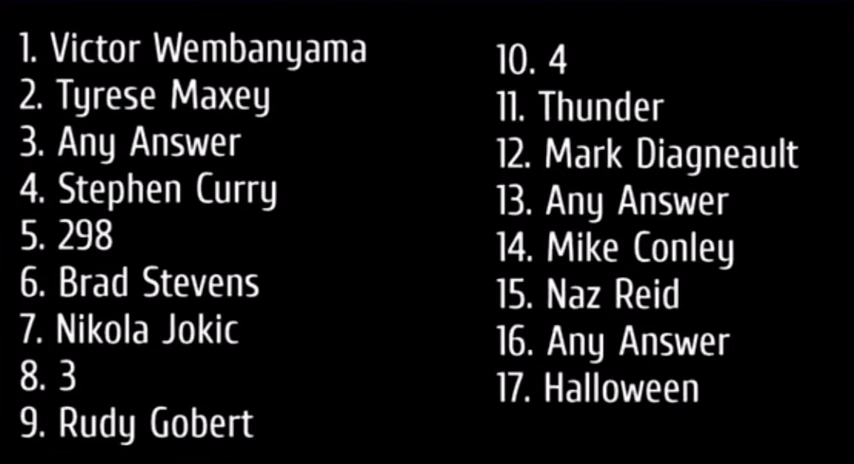 1. Victor Wembanyama
2. Tyrese Maxey
3. Any Answer
4. Stephen Curry
5. 298
6. Brad Stevens
7. Nikola Jokic
8. 3
9. Rudy Gobert
10. 4
11. Thunder
12. Mark Diagneault
13. Any Answer
14. Mike Conley
15. Naz Reid
16. Any Answer
17. Halloween